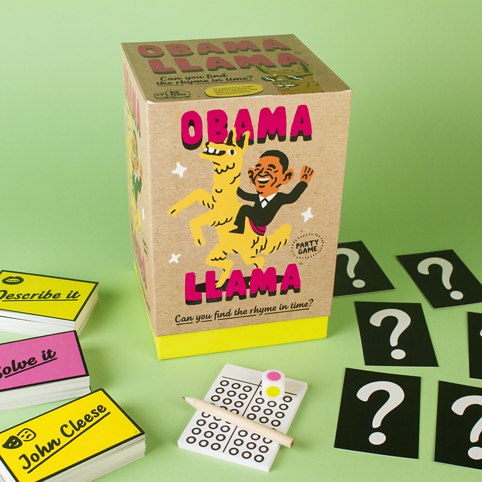 OBAMA
LLAMA
Can you find
the rhyme in time?
OBAMA
PARTY
GAME
LLAMA
Can you find the rhyme in time?
Describe it
Solve it
John Cleese
?
?
?
?
?
?